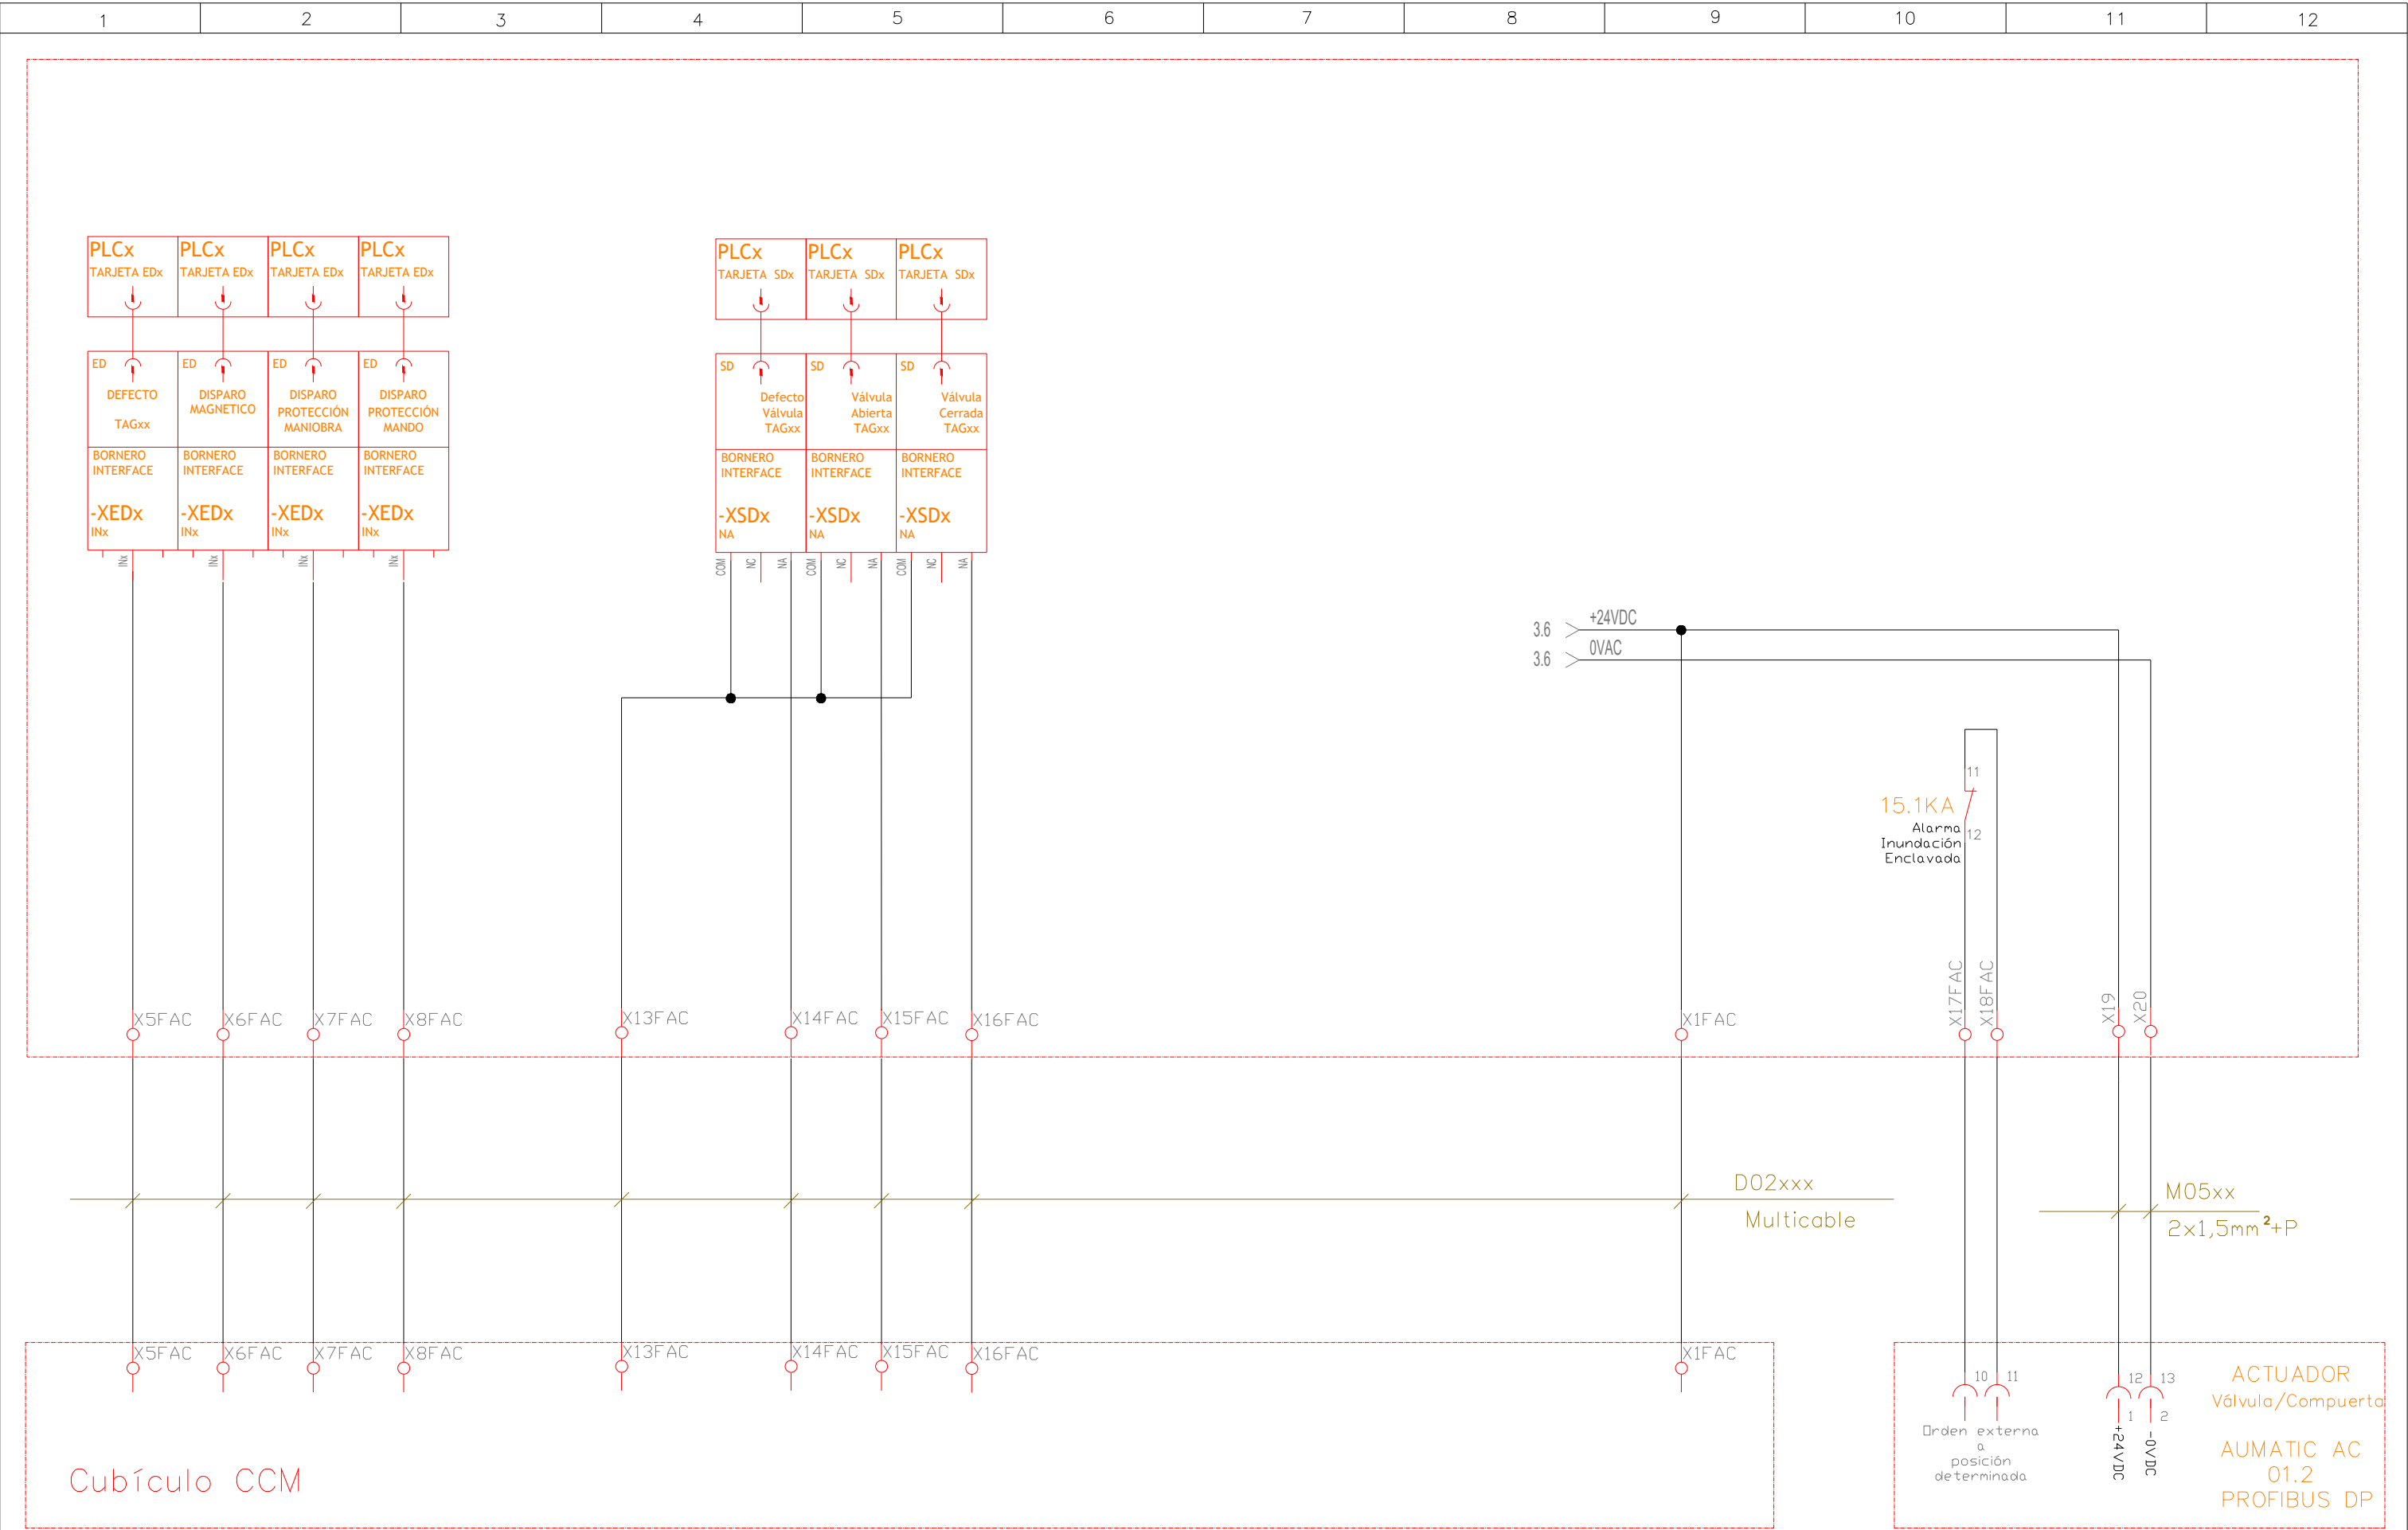 1 2 3 4 5 6 7 8 9 10 11 12
PLCx PLCx PLCx PLCx
TARJETA EDx TARJETA EDx TARJETA EDx TARJETA EDx
PLCx PLCx PLCx
TARJETA SDx TARJETA SDx TARJETA SDx
ED ED ED ED
DEFECTO
TAGxx
DISPARO
MAGNETICO
DISPARO
PROTECCIÓN
MANIOBRA
DISPARO
PROTECCIÓN
MANDO
SD SD SD
Defecto
Válvula
TAGxx
Válvula
Abierta
TAGxx
Válvula
Cerrada
TAGxx
BORNERO BORNERO BORNERO BORNERO
INTERFACE INTERFACE INTERFACE INTERFACE
-XEDx -XEDx -XEDx -XEDx
INx INx INx INx
INx INx INx INx
BORNERO BORNERO BORNERO
INTERFACE INTERFACE INTERFACE
-XSDx -XSDx -XSDx
NA NA NA
COM NC NA COM NC NA COM NC NA
3.6 +24VDC
3.6 0VAC
11
15.1KA
12
Alarma
Inundación
Enclavada
X5FAC X6FAC X7FAC X8FAC X13FAC X14FAC X15FAC X16FAC X1FAC X17FAC X18FAC X19 X20
D02xxx
Multicable
M05xx
2x1,5mm²+P
X5FAC X6FAC X7FAC X8FAC X13FAC X14FAC X15FAC X16FAC X1FAC
Cubículo CCM
10 11 12 13
1 2
Orden externa
a
posición
determinada
+24VDC
-0VDC
ACTUADOR
Válvula/Compuerta
AUMATIC AC
01.2
PROFIBUS DP